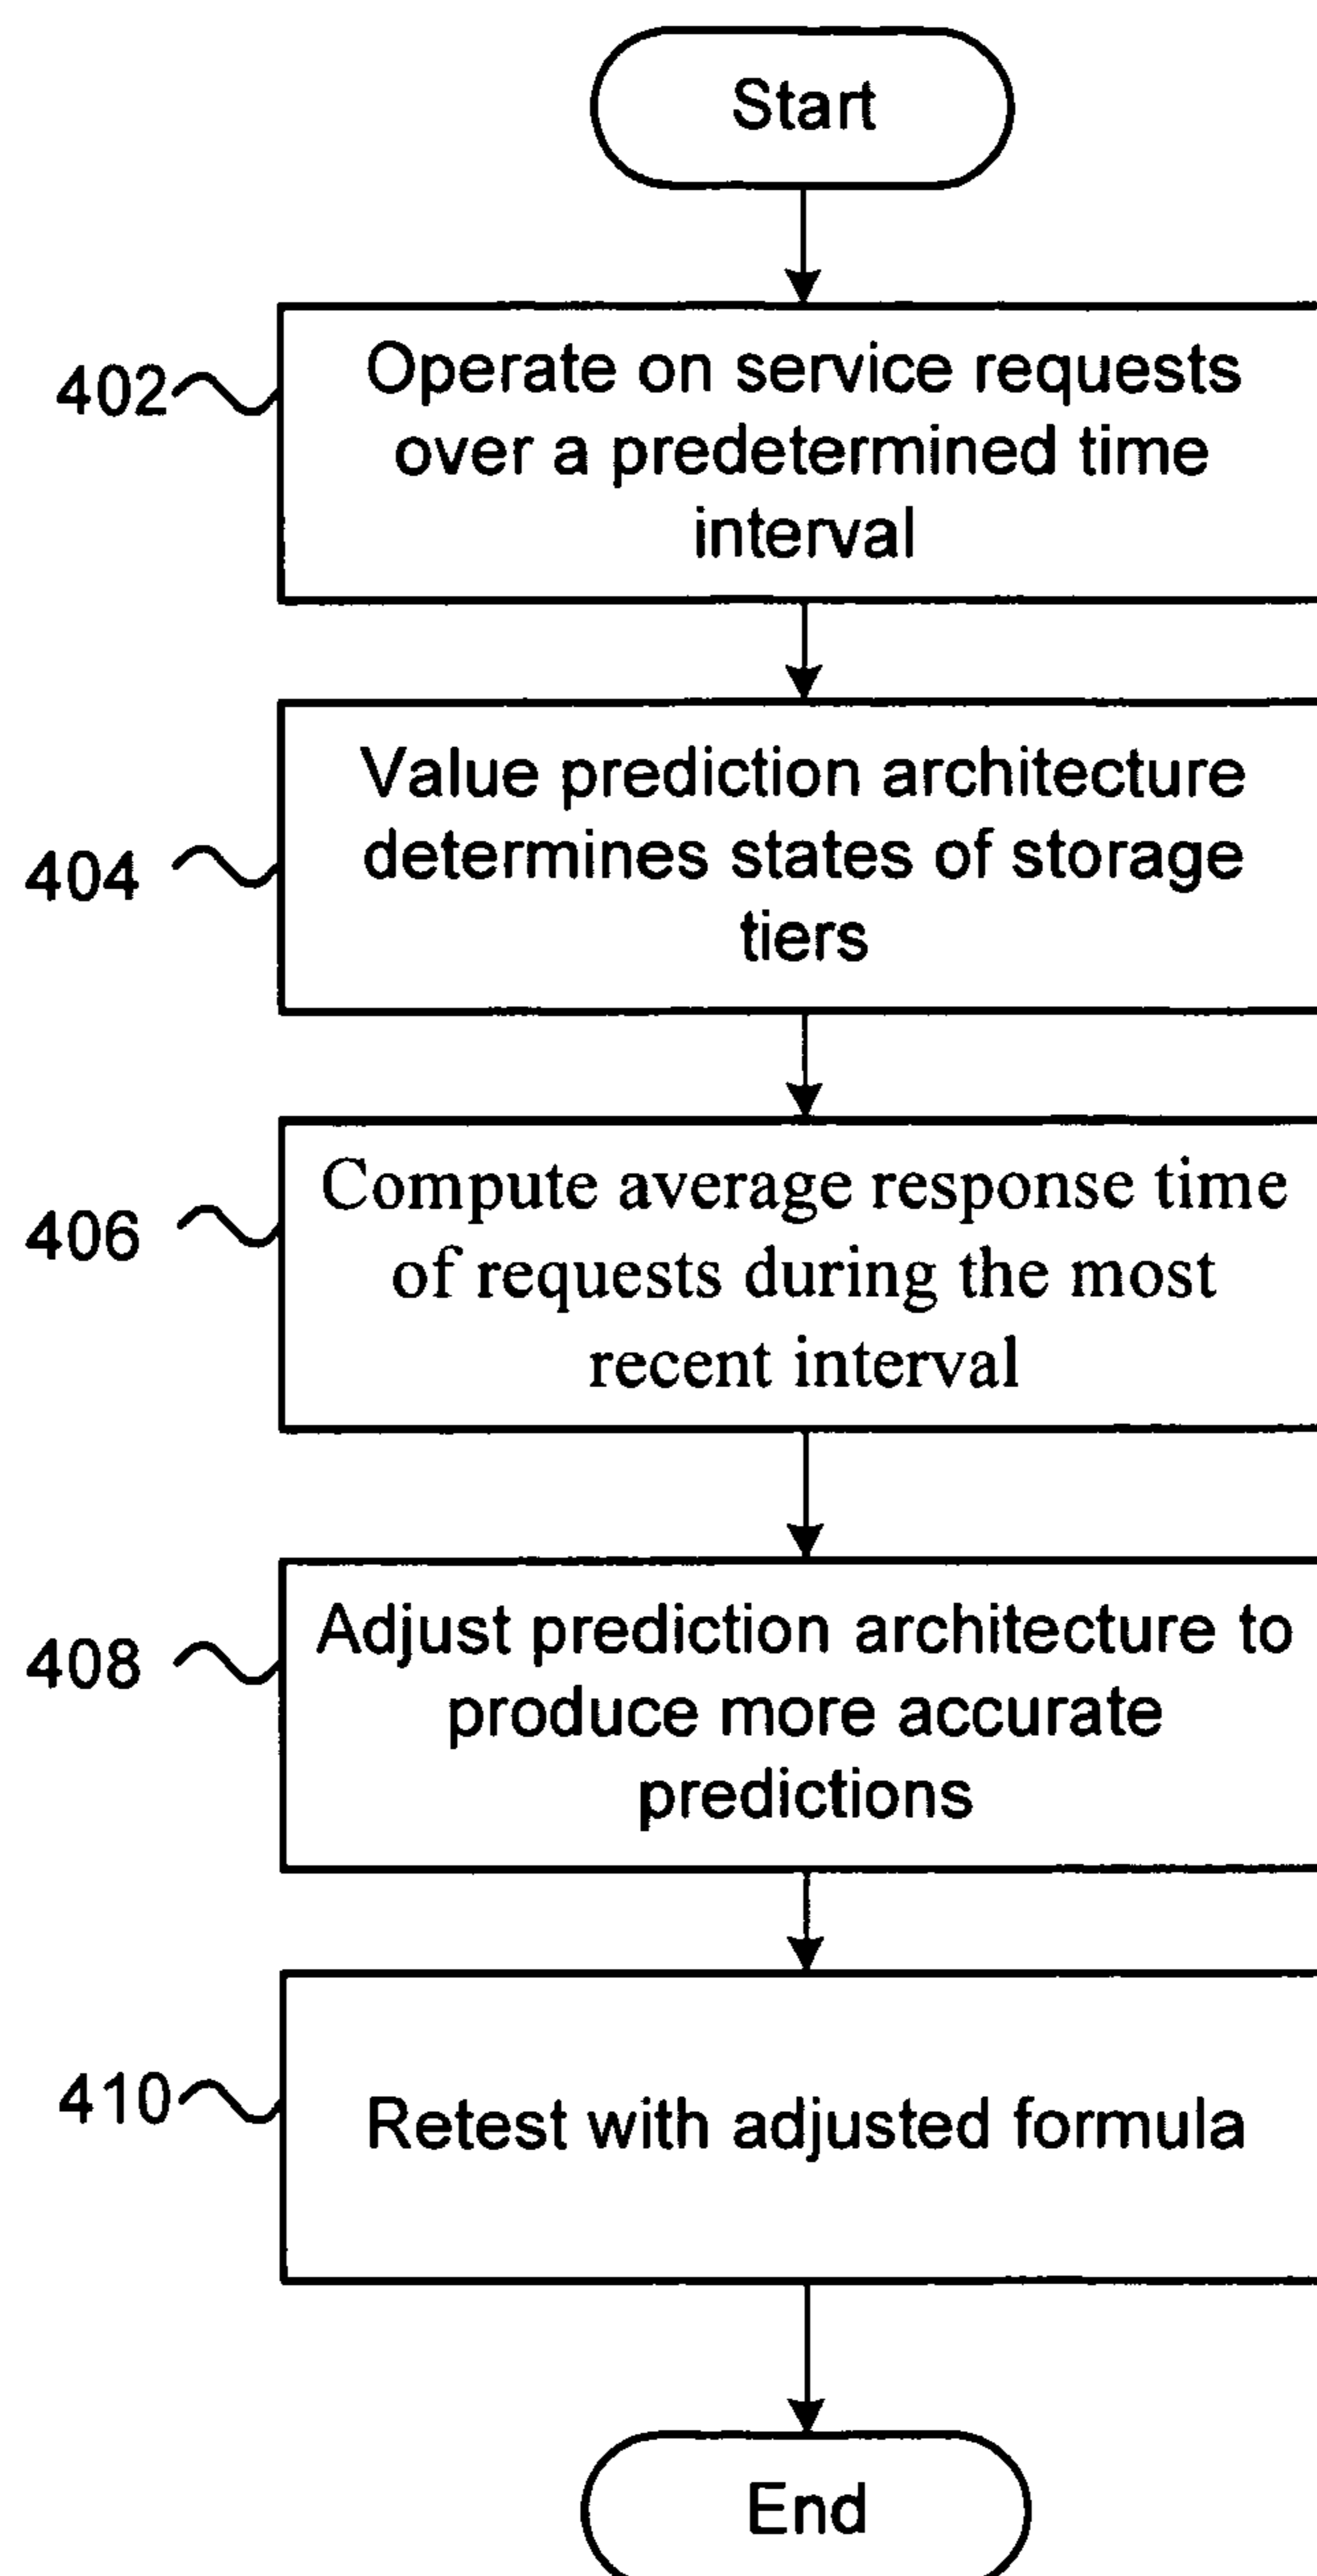 Start
402
Operate on service requests
over a predetermined time
interval
404
Value prediction architecture
determines states of storage
tiers
406
Compute average response time
of requests during the most
recent interval
408
Adjust prediction architecture to
produce more accurate
predictions
410
Retest with adjusted formula
End